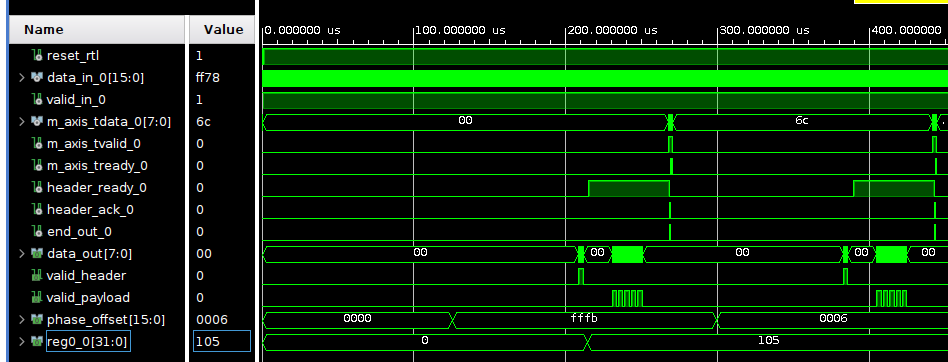 Name Value 0.000000 us 100.000000 us 200.000000 us 300.000000 us 400.000000
reset_rtl 1
data_in_0[15:0] ff78
valid_in_0 1
m_axis_tdata_0[7:0] 6c 00 6c .
m_axis_tvalid_0 0
m_axis_tready_0 0
header_ready_0 0
header_ack_0 0
end_out_0 0
data_out[7:0] 00 00 00 00 00 00
valid_header 0
valid_payload 0
phase_offset[15:0] 0006 0000 fffb 0006
reg0_0[31:0] 105 0 105